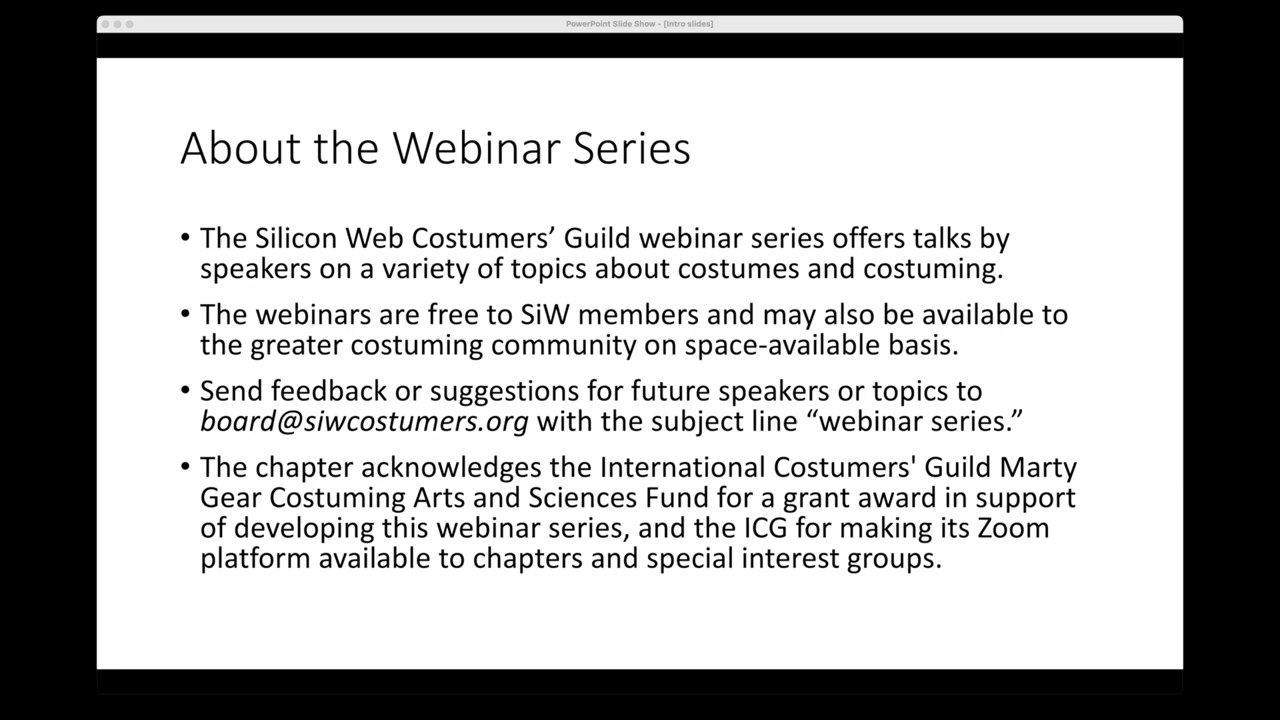 PowerPoint Slide Show - [Intro slides]
About the Webinar Series
• The Silicon Web Costumers’ Guild webinar series offers talks by
speakers on a variety of topics about costumes and costuming.
• The webinars are free to SiW members and may also be available to
the greater costuming community on space-available basis.
• Send feedback or suggestions for future speakers or topics to
board@siwcostumers.org with the subject line “webinar series.”
• The chapter acknowledges the International Costumers' Guild Marty
Gear Costuming Arts and Sciences Fund for a grant award in support
of developing this webinar series, and the ICG for making its Zoom
platform available to chapters and special interest groups.